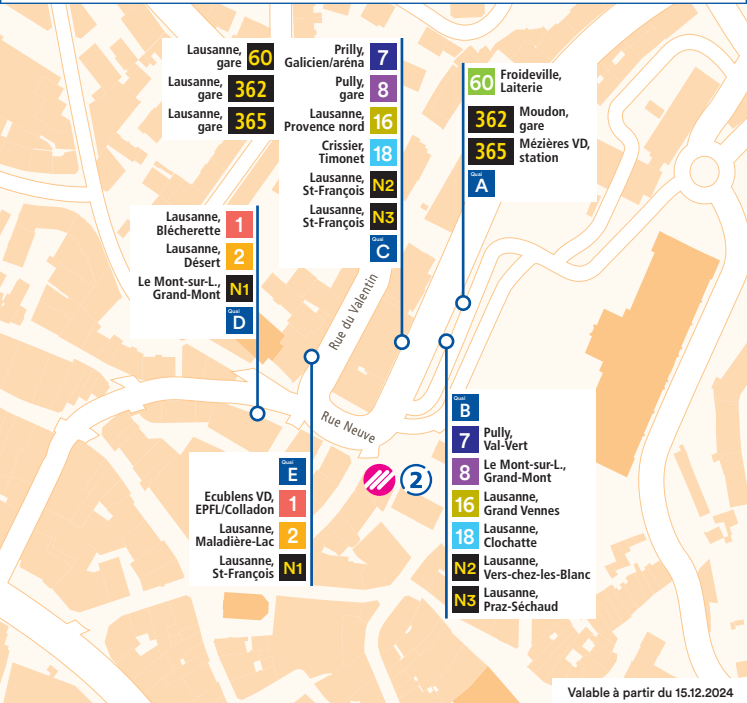 Lausanne,
gare 60
Lausanne,
gare 362
Lausanne,
gare 365
Prilly,
Galicien/aréna 7
Pully,
gare 8
Lausanne,
Provence nord 16
Crissier,
Timonet 18
Lausanne,
St-François N2
Lausanne,
St-François N3
Quai
C
60 Froideville,
Laiterie
362 Moudon,
gare
365 Mézières VD,
station
Quai
A
Lausanne,
Blécherette 1
Lausanne,
Désert 2
Le Mont-sur-L.,
Grand-Mont N1
Quai
D
Rue du Valentin
Rue Neuve
Quai
E
Ecublens VD,
EPFL/Colladon 1
Lausanne,
Maladière-Lac 2
Lausanne,
St-François N1
2
Quai
B
7 Pully,
Val-Vert
8 Le Mont-sur-L.,
Grand-Mont
16 Lausanne,
Grand Vennes
18 Lausanne,
Clochatte
N2 Lausanne,
Vers-chez-les-Blanc
N3 Lausanne,
Praz-Séchaud
Valable à partir du 15.12.2024